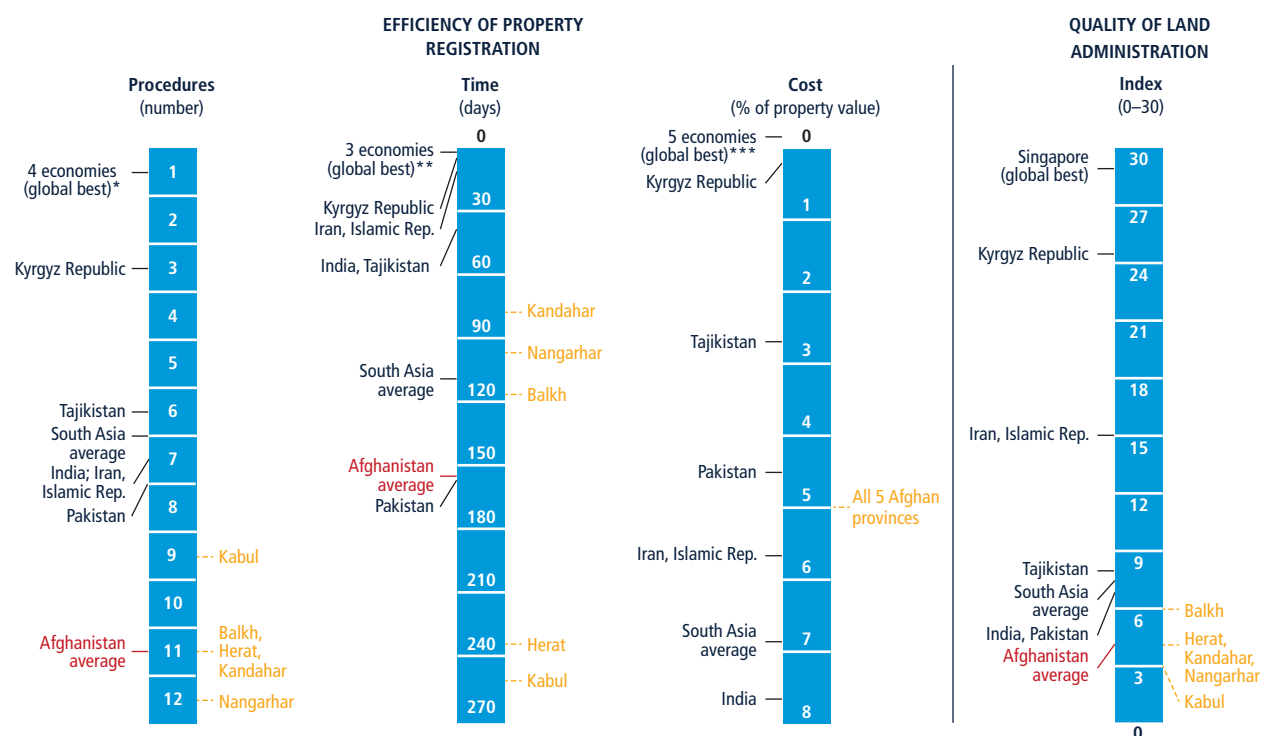 EFFICIENCY OF PROPERTY
REGISTRATION
QUALITY OF LAND
ADMINISTRATION
Procedures
(number)
4 economies
(global best)*
Kyrgyz Republic
Tajikistan
South Asia
average
India; Iran,
Islamic Rep.
Pakistan
Afghanistan
average
1
2
3
4
5
6
7
8
9
10
11
12
Kabul
Balkh,
Herat,
Kandahar
Nangarhar
Time
(days)
0
3 economies
(global best)**
Kyrgyz Republic
Iran, Islamic Rep.
India, Tajikistan
South Asia
average
Afghanistan
average
Pakistan
30
60
90
120
150
180
210
240
270
Kandahar
Nangarhar
Balkh
Herat
Kabul
Cost
(% of property value)
5 economies
(global best)***
0
Kyrgyz Republic
Tajikistan
Pakistan
Iran, Islamic Rep.
South Asia
average
India
1
2
3
4
5
6
7
8
All 5 Afghan
provinces
Index
(0–30)
Singapore
(global best)
Kyrgyz Republic
Iran, Islamic Rep.
Tajikistan
South Asia
average
India, Pakistan
Afghanistan
average
30
27
24
21
18
15
12
9
6
3
0
Balkh
Herat,
Kandahar,
Nangarhar
Kabul